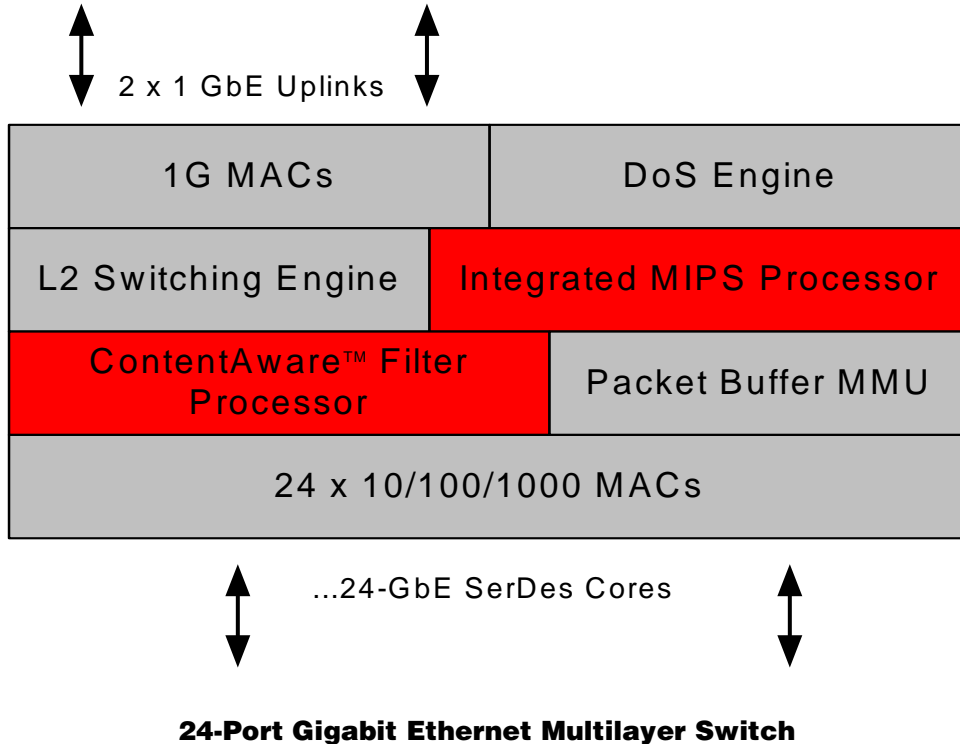 2 x 1 GbE Uplinks
1G MACs
DoS Engine
L2 Switching Engine
Integrated MIPS Processor
ContentAware™ Filter
Processor
Packet Buffer MMU
24 x 10/100/1000 MACs
...24-GbE SerDes Cores
24-Port Gigabit Ethernet Multilayer Switch